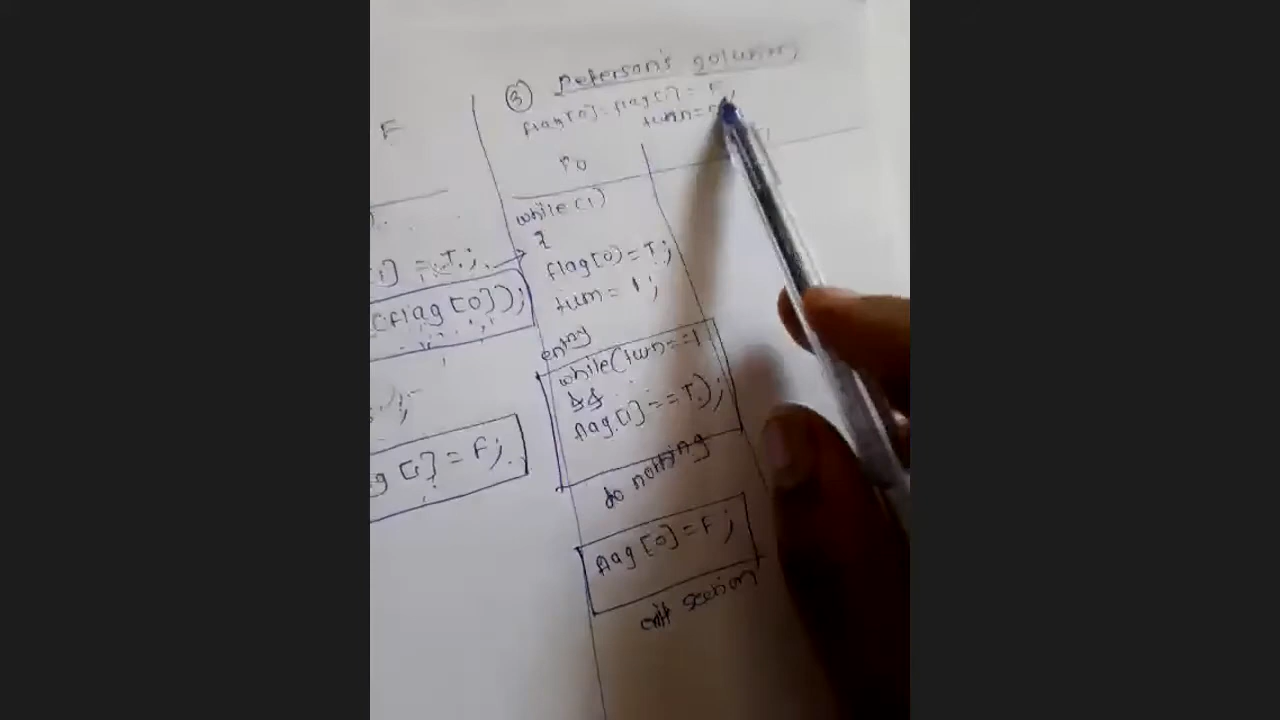 F
[1] = T;
(flag[0]);
g [1] = F;
③ Peterson's solution
flag[0] = flag[1] = F;
turn =
P0
while(1)
{
flag[0] = T;
turn = 1;
entry
while(turn==1
&&
flag[1]==T);
do nothing
flag[0]=F;
exit section